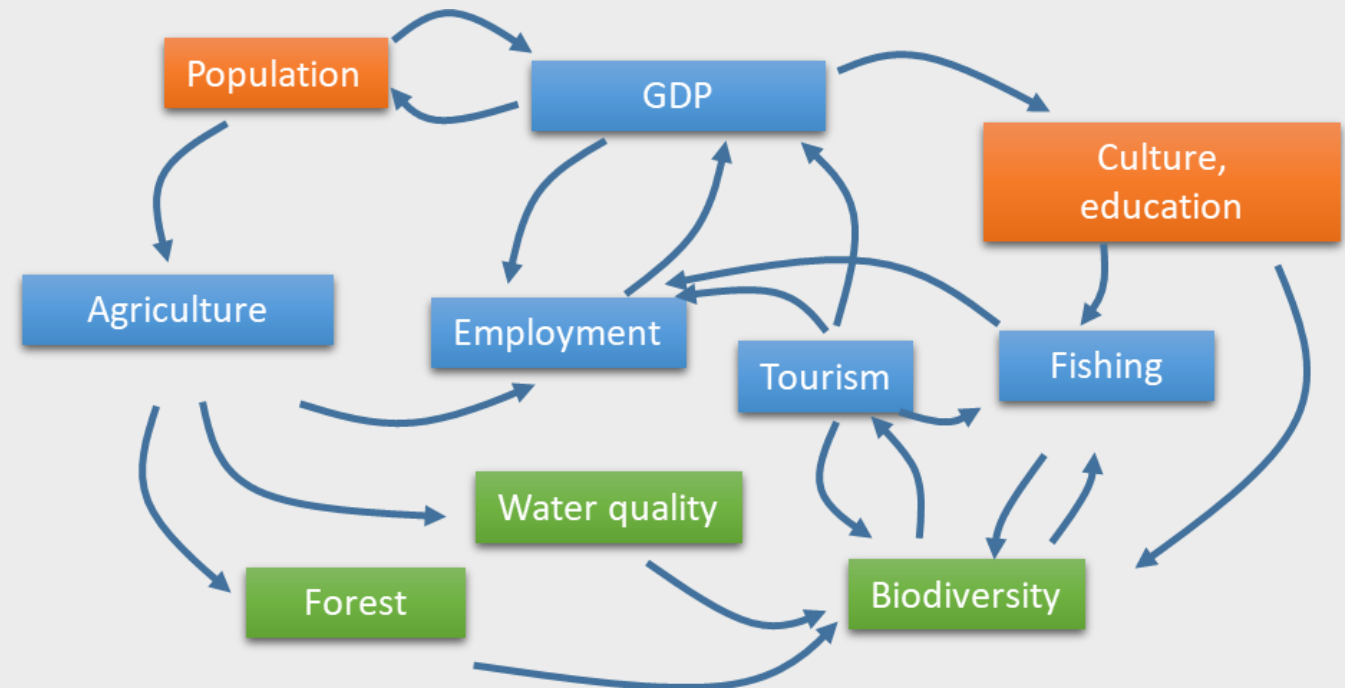 Population
GDP
Culture,
education
Agriculture
Employment
Tourism
Fishing
Water quality
Forest
Biodiversity